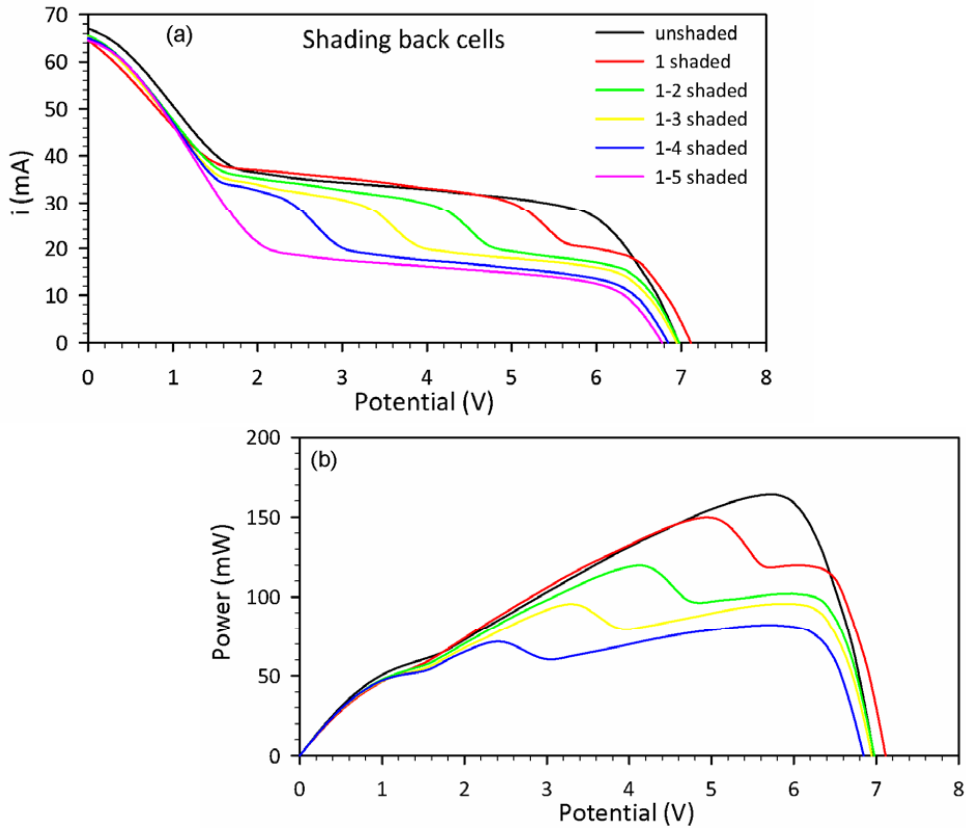 70
60
50
40
30
20
10
0
i (mA)
(a)
Shading back cells
unshaded
1 shaded
1-2 shaded
1-3 shaded
1-4 shaded
1-5 shaded
0 1 2 3 4 5 6 7 8
Potential (V)
200
150
100
50
0
Power (mW)
(b)
0 1 2 3 4 5 6 7 8
Potential (V)